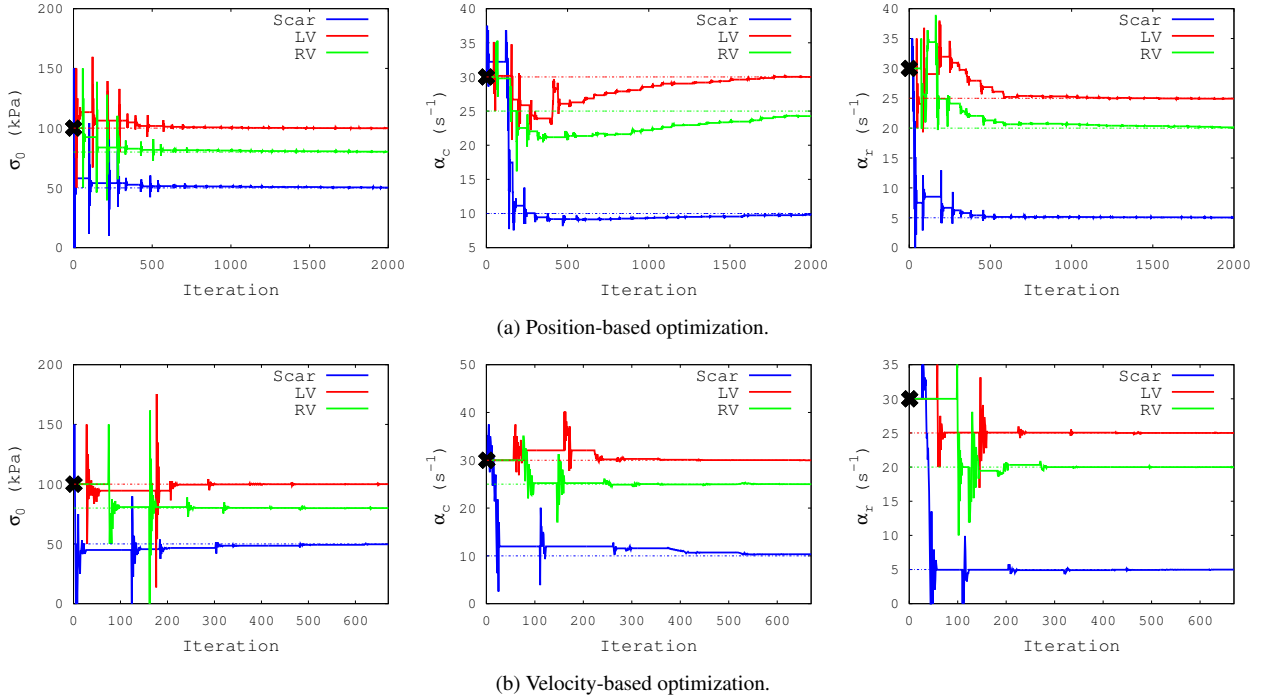 200
150
100
50
0
σ₀ (kPa)
0
500
1000
1500
2000
Iteration
Scar
LV
RV
40
35
30
25
20
15
10
5
α_c (s⁻¹)
0
500
1000
1500
2000
Iteration
Scar
LV
RV
40
35
30
25
20
15
10
5
0
α_r (s⁻¹)
0
500
1000
1500
2000
Iteration
Scar
LV
RV
(a) Position-based optimization.
200
150
100
50
0
σ₀ (kPa)
0
100
200
300
400
500
600
Iteration
Scar
LV
RV
50
40
30
20
10
0
α_c (s⁻¹)
0
100
200
300
400
500
600
Iteration
Scar
LV
RV
35
30
25
20
15
10
5
0
α_r (s⁻¹)
0
100
200
300
400
500
600
Iteration
Scar
LV
RV
(b) Velocity-based optimization.